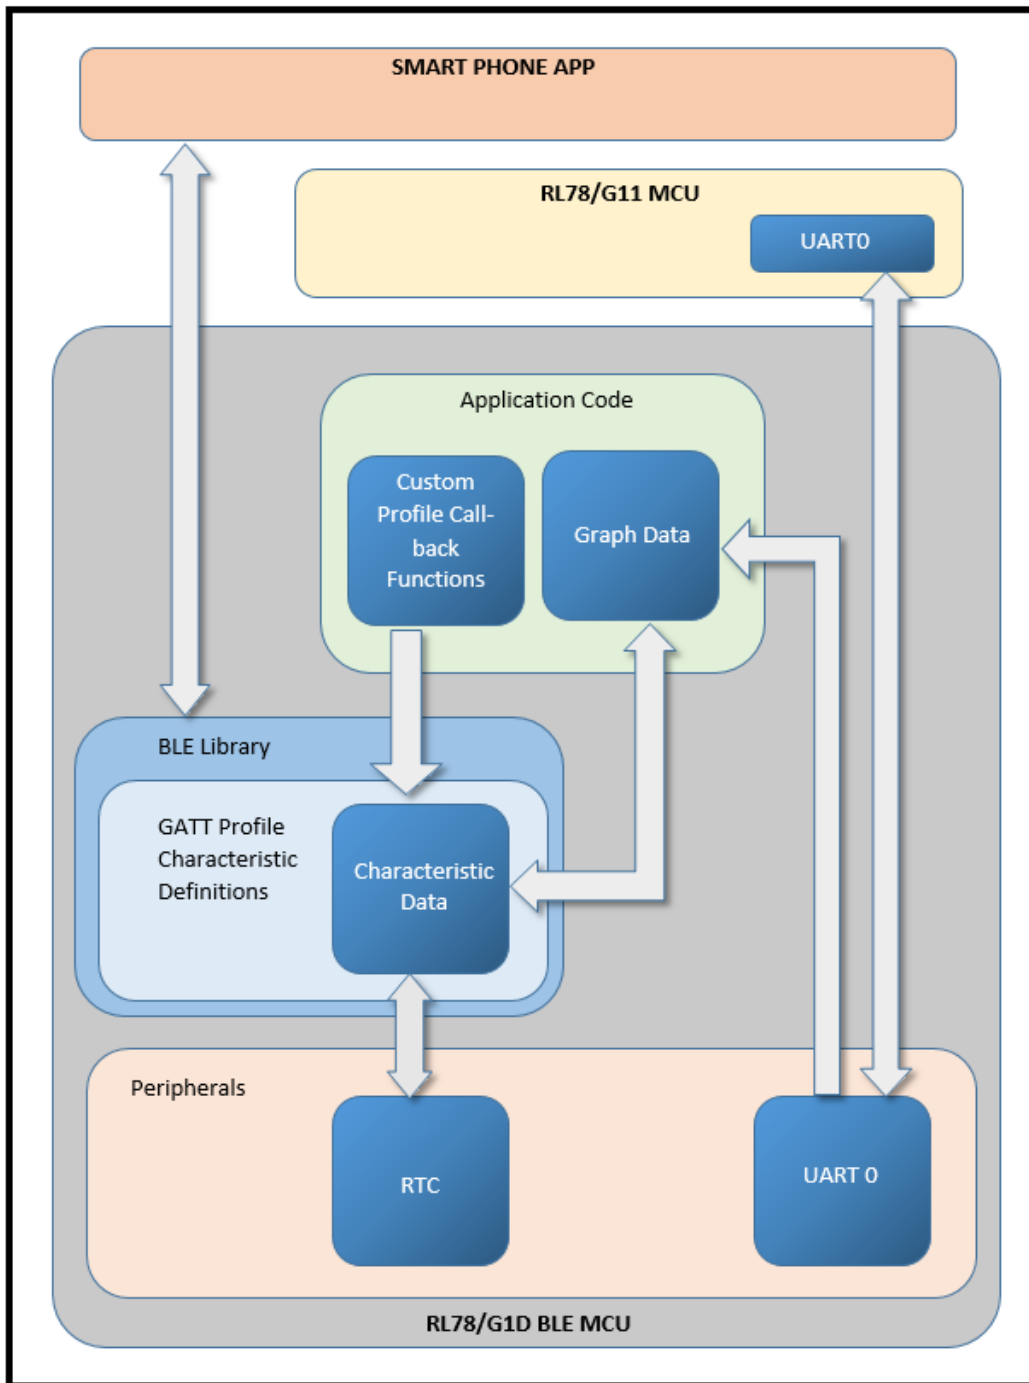 SMART PHONE APP
RL78/G11 MCU
UART0
Application Code
Custom
Profile Call-
back
Functions
Graph Data
BLE Library
GATT Profile
Characteristic
Definitions
Characteristic
Data
Peripherals
RTC
UART 0
RL78/G1D BLE MCU